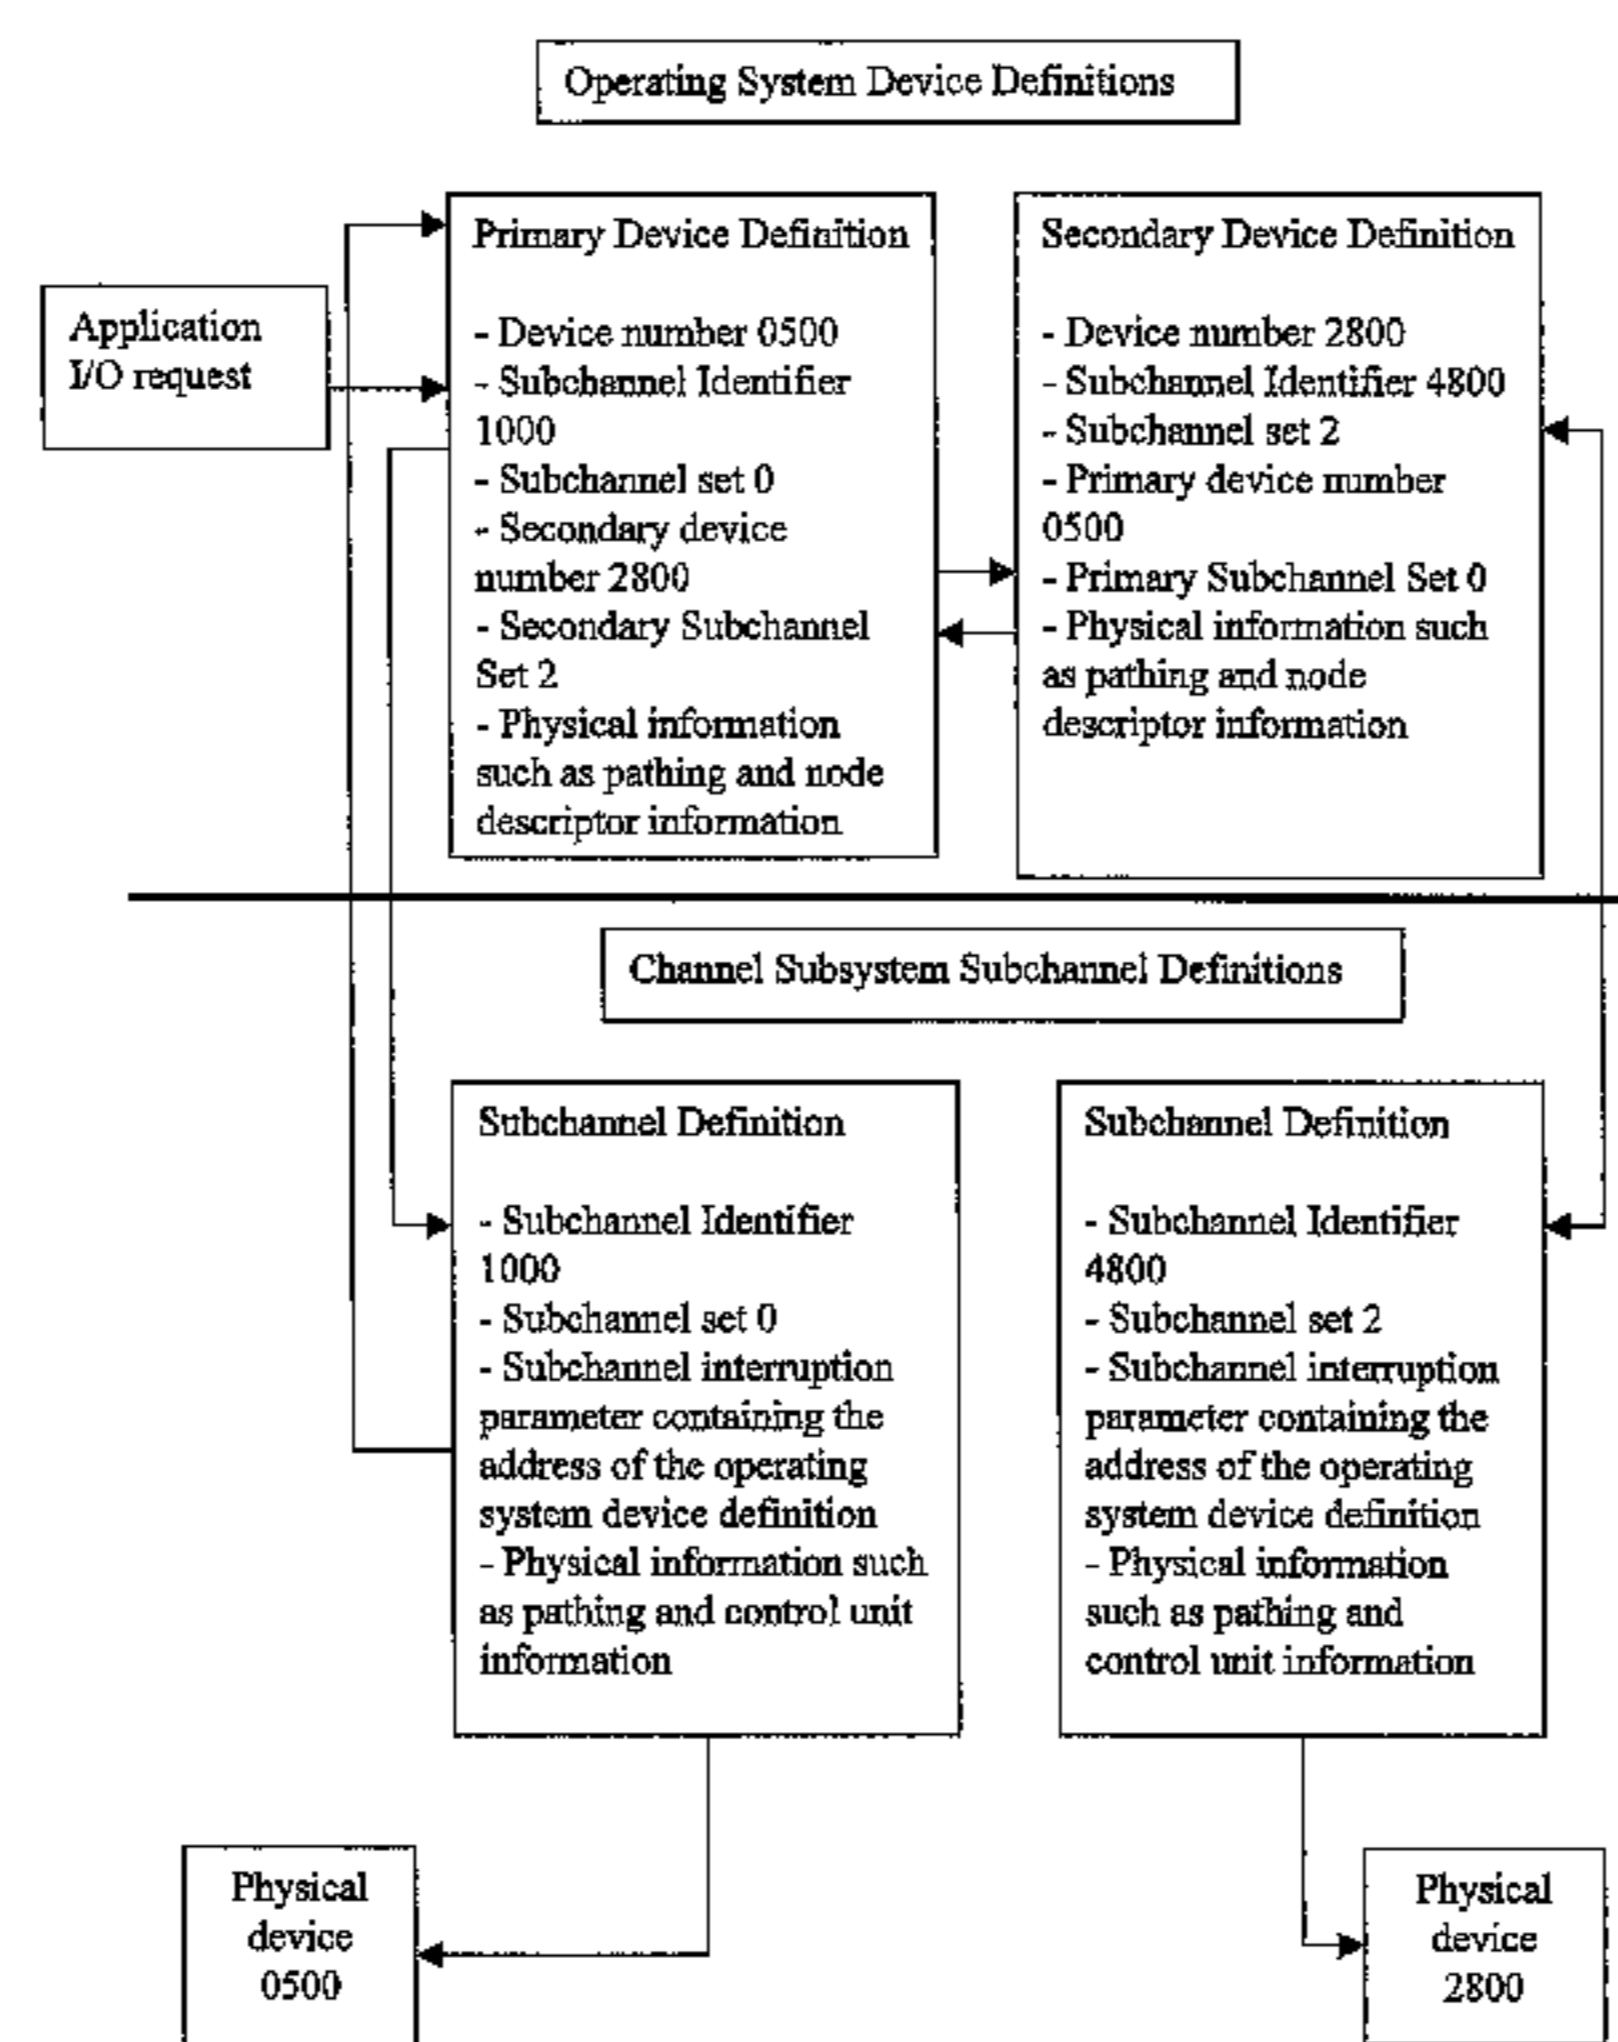 Operating System Device Definitions
Application
I/O request
Primary Device Definition
- Device number 0500
- Subchannel Identifier
1000
- Subchannel set 0
- Secondary device
number 2800
- Secondary Subchannel
Set 2
- Physical information
such as pathing and node
descriptor information
Secondary Device Definition
- Device number 2800
- Subchannel Identifier 4800
- Subchannel set 2
- Primary device number
0500
- Primary Subchannel Set 0
- Physical information such
as pathing and node
descriptor information
Channel Subsystem Subchannel Definitions
Subchannel Definition
- Subchannel Identifier
1000
- Subchannel set 0
- Subchannel interruption
parameter containing the
address of the operating
system device definition
- Physical information such
as pathing and control unit
information
Subchannel Definition
- Subchannel Identifier
4800
- Subchannel set 2
- Subchannel interruption
parameter containing the
address of the operating
system device definition
- Physical information
such as pathing and
control unit information
Physical
device
0500
Physical
device
2800